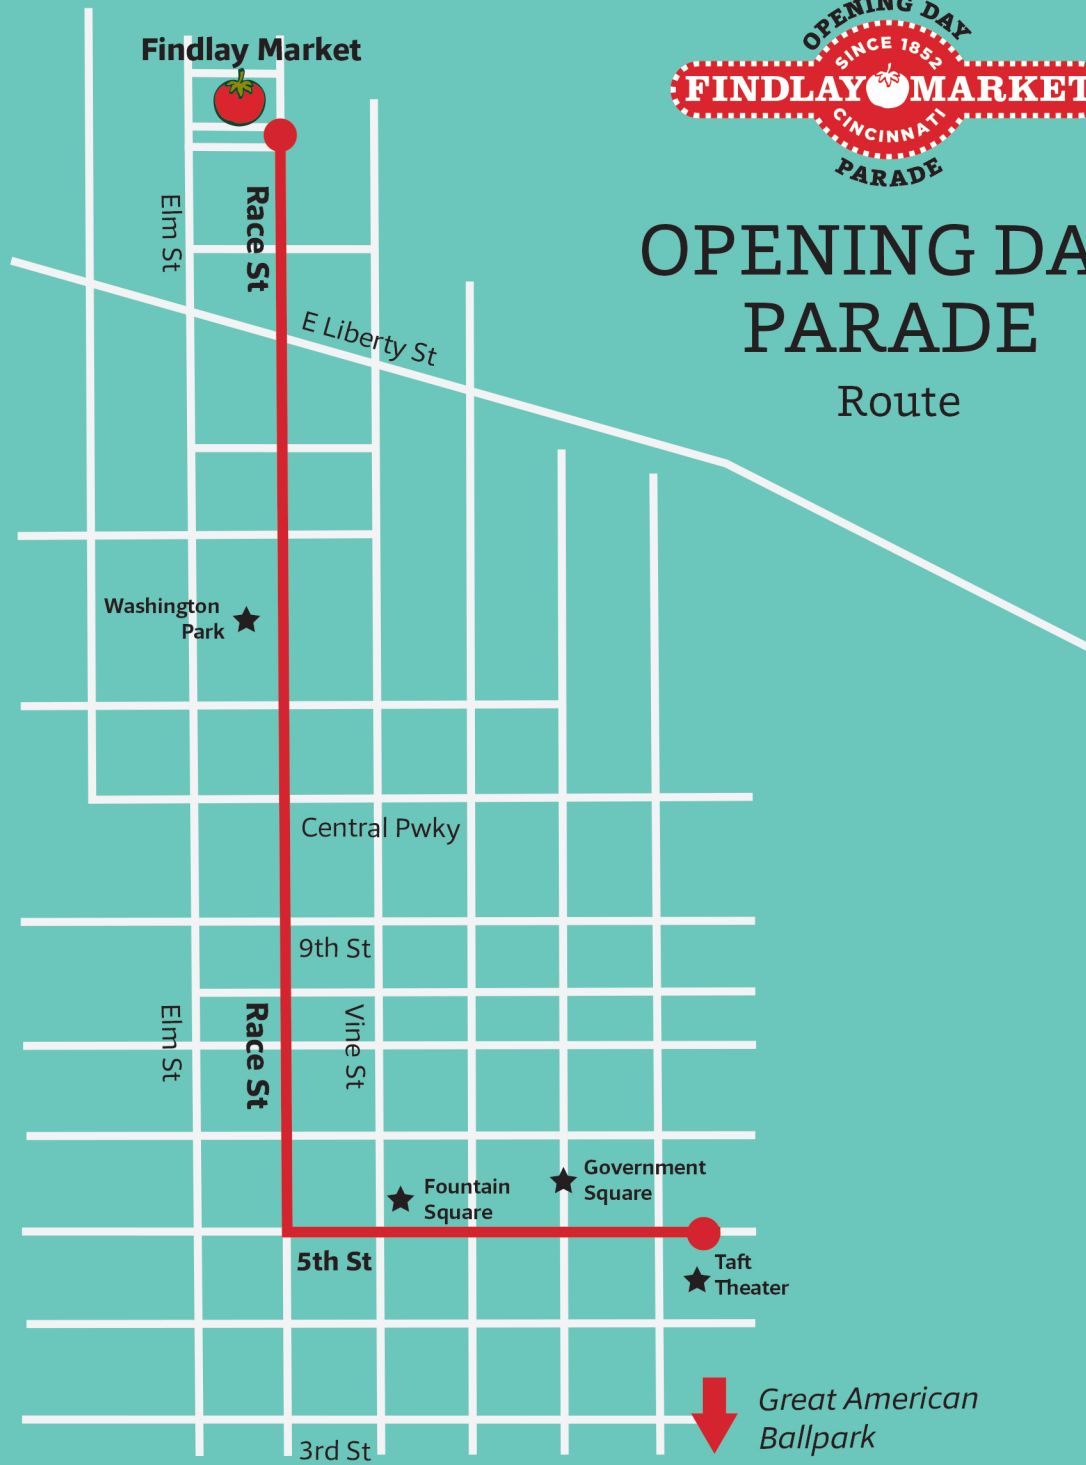 Findlay Market
OPENING DAY
SINCE 1852
FINDLAY MARKET
CINCINNATI
PARADE
OPENING DA
PARADE
Route
Elm St
Race St
E Liberty St
Washington
Park
Central Pwky
9th St
Elm St
Race St
Vine St
Government
Square
Fountain
Square
5th St
Taft
Theater
Great American
Ballpark
3rd St